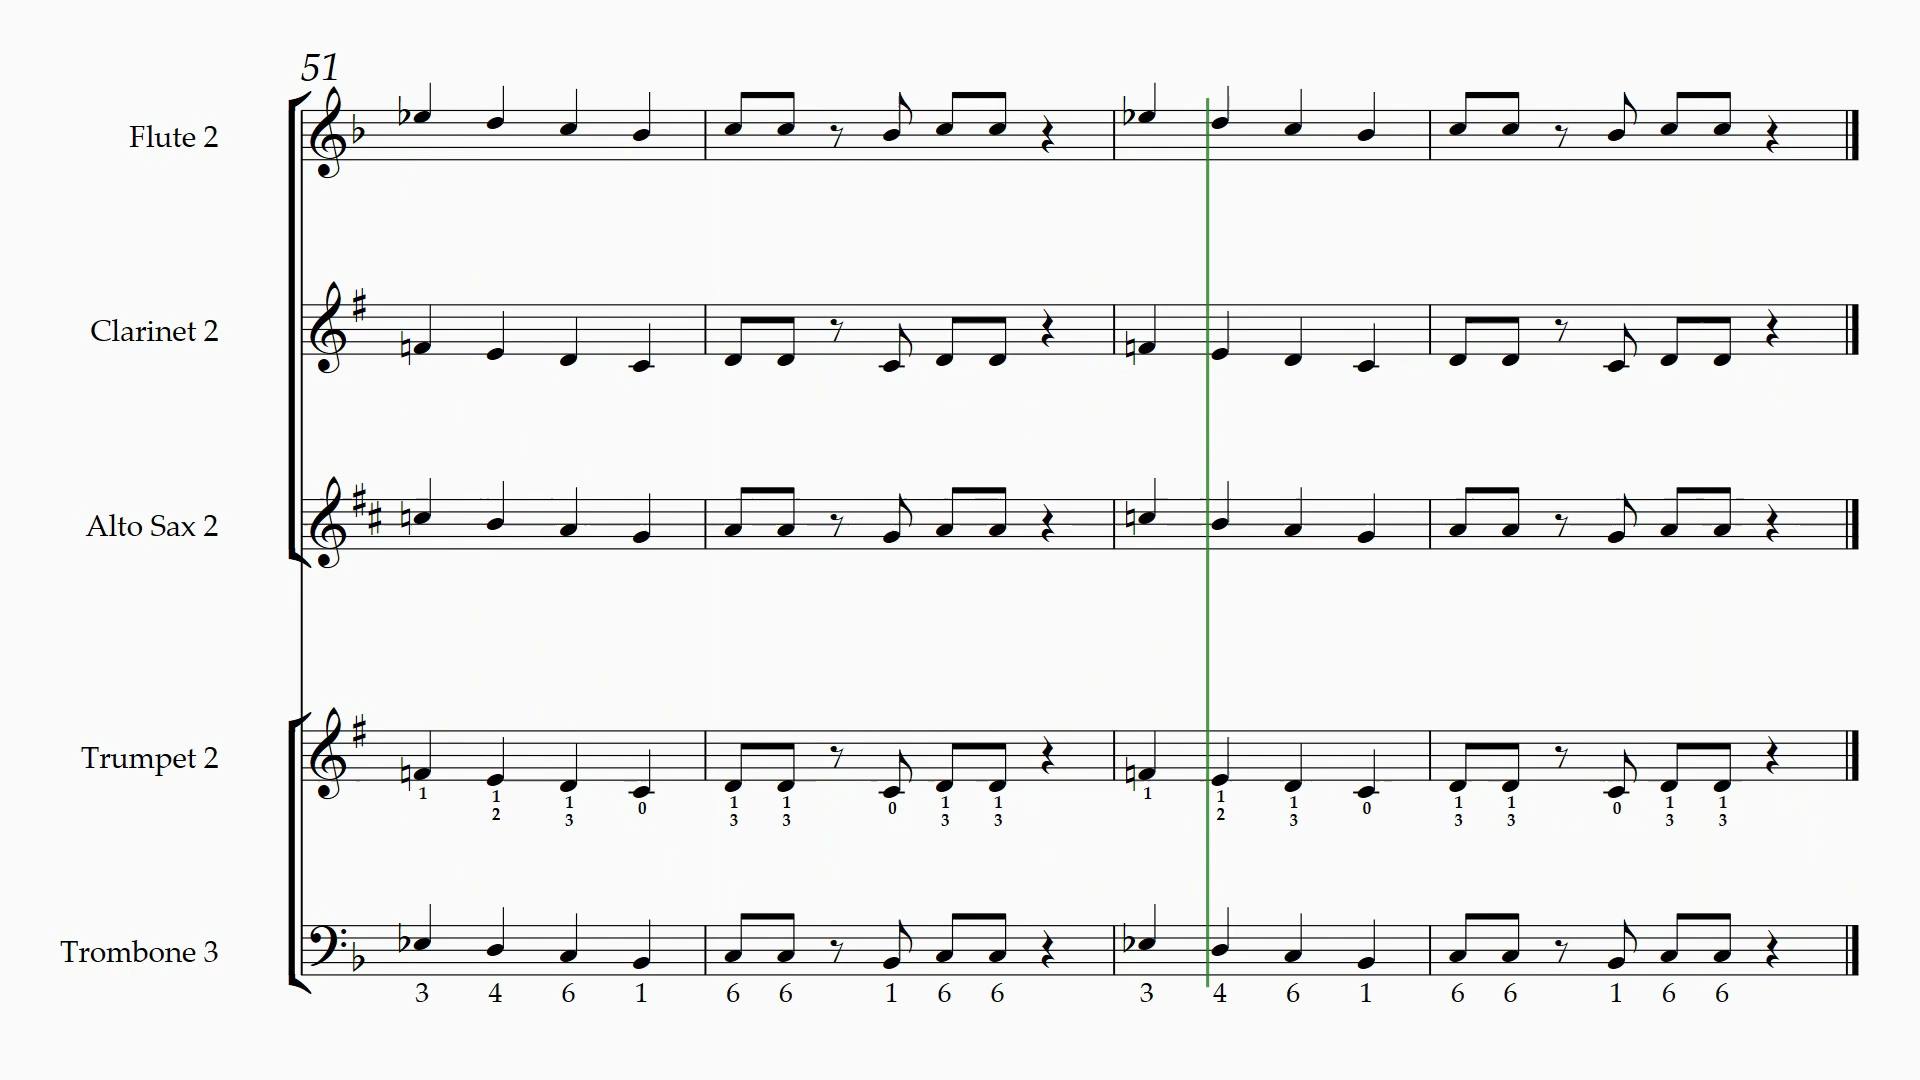 51
Flute 2
Clarinet 2
Alto Sax 2
Trumpet 2
1 1 1 0 1 1 0 1 1 1 1 1 0 1 1 0 1 1
2 3 3 3 3 3 2 3 3 3 3 3
Trombone 3
3 4 6 1 6 6 1 6 6 3 4 6 1 6 6 1 6 6